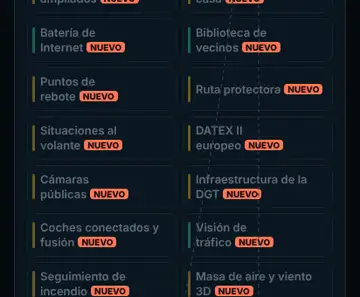 ampliados NUEVO
casa NUEVO
Batería de
Internet NUEVO
Biblioteca de
vecinos NUEVO
Puntos de
rebote NUEVO
Ruta protectora NUEVO
Situaciones al
volante NUEVO
DATEX II
europeo NUEVO
Cámaras
públicas NUEVO
Infraestructura de la
DGT NUEVO
Coches conectados y
fusión NUEVO
Visión de
tráfico NUEVO
Seguimiento de
incendio NUEVO
Masa de aire y viento
3D NUEVO